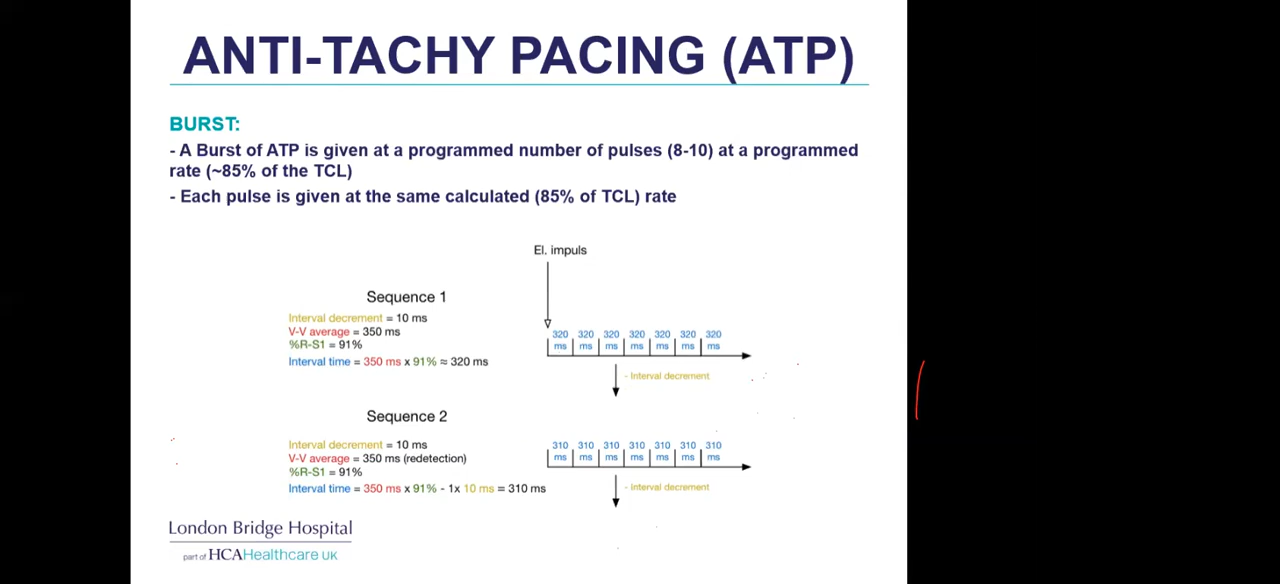 ANTI-TACHY PACING (ATP)
BURST:
- A Burst of ATP is given at a programmed number of pulses (8-10) at a programmed
rate (~85% of the TCL)
- Each pulse is given at the same calculated (85% of TCL) rate
El. impuls
Sequence 1
Interval decrement = 10 ms
V-V average = 350 ms
%R-S1 = 91%
Interval time = 350 ms x 91% ≈ 320 ms
320 320 320 320 320 320 320
ms ms ms ms ms ms ms
- Interval decrement
Sequence 2
Interval decrement = 10 ms
V-V average = 350 ms (redetection)
%R-S1 = 91%
Interval time = 350 ms x 91% - 1x 10 ms = 310 ms
310 310 310 310 310 310 310
ms ms ms ms ms ms ms
- Interval decrement
London Bridge Hospital
part of HCAHealthcare UK